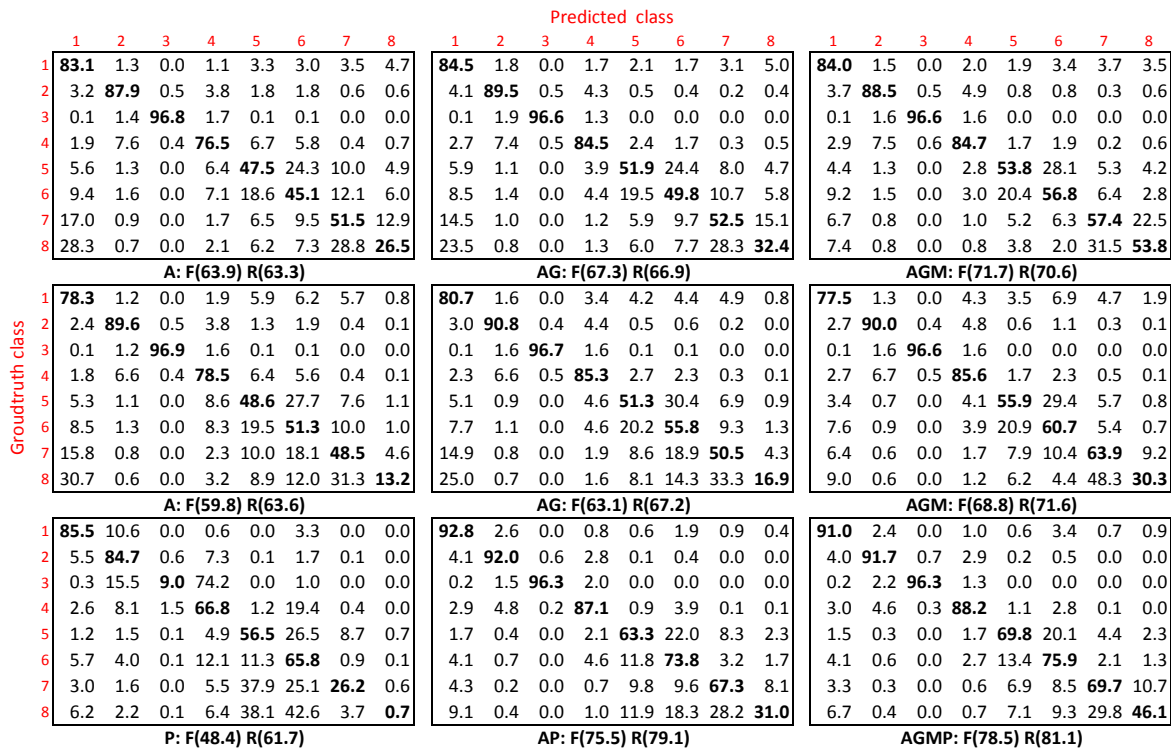 Predicted class
1 2 3 4 5 6 7 8 1 2 3 4 5 6 7 8 1 2 3 4 5 6 7 8
1 83.1 1.3 0.0 1.1 3.3 3.0 3.5 4.7 84.5 1.8 0.0 1.7 2.1 1.7 3.1 5.0 84.0 1.5 0.0 2.0 1.9 3.4 3.7 3.5
2 3.2 87.9 0.5 3.8 1.8 1.8 0.6 0.6 4.1 89.5 0.5 4.3 0.5 0.4 0.2 0.4 3.7 88.5 0.5 4.9 0.8 0.8 0.3 0.6
3 0.1 1.4 96.8 1.7 0.1 0.1 0.0 0.0 0.1 1.9 96.6 1.3 0.0 0.0 0.0 0.0 0.1 1.6 96.6 1.6 0.0 0.0 0.0 0.0
4 1.9 7.6 0.4 76.5 6.7 5.8 0.4 0.7 2.7 7.4 0.5 84.5 2.4 1.7 0.3 0.5 2.9 7.5 0.6 84.7 1.7 1.9 0.2 0.6
5 5.6 1.3 0.0 6.4 47.5 24.3 10.0 4.9 5.9 1.1 0.0 3.9 51.9 24.4 8.0 4.7 4.4 1.3 0.0 2.8 53.8 28.1 5.3 4.2
6 9.4 1.6 0.0 7.1 18.6 45.1 12.1 6.0 8.5 1.4 0.0 4.4 19.5 49.8 10.7 5.8 9.2 1.5 0.0 3.0 20.4 56.8 6.4 2.8
7 17.0 0.9 0.0 1.7 6.5 9.5 51.5 12.9 14.5 1.0 0.0 1.2 5.9 9.7 52.5 15.1 6.7 0.8 0.0 1.0 5.2 6.3 57.4 22.5
8 28.3 0.7 0.0 2.1 6.2 7.3 28.8 26.5 23.5 0.8 0.0 1.3 6.0 7.7 28.3 32.4 7.4 0.8 0.0 0.8 3.8 2.0 31.5 53.8
A: F(63.9) R(63.3) AG: F(67.3) R(66.9) AGM: F(71.7) R(70.6)
Groudtruth class
1 78.3 1.2 0.0 1.9 5.9 6.2 5.7 0.8 80.7 1.6 0.0 3.4 4.2 4.4 4.9 0.8 77.5 1.3 0.0 4.3 3.5 6.9 4.7 1.9
2 2.4 89.6 0.5 3.8 1.3 1.9 0.4 0.1 3.0 90.8 0.4 4.4 0.5 0.6 0.2 0.0 2.7 90.0 0.4 4.8 0.6 1.1 0.3 0.1
3 0.1 1.2 96.9 1.6 0.1 0.1 0.0 0.0 0.1 1.6 96.7 1.6 0.1 0.1 0.0 0.0 0.1 1.6 96.6 1.6 0.0 0.0 0.0 0.0
4 1.8 6.6 0.4 78.5 6.4 5.6 0.4 0.1 2.3 6.6 0.5 85.3 2.7 2.3 0.3 0.1 2.7 6.7 0.5 85.6 1.7 2.3 0.5 0.1
5 5.3 1.1 0.0 8.6 48.6 27.7 7.6 1.1 5.1 0.9 0.0 4.6 51.3 30.4 6.9 0.9 3.4 0.7 0.0 4.1 55.9 29.4 5.7 0.8
6 8.5 1.3 0.0 8.3 19.5 51.3 10.0 1.0 7.7 1.1 0.0 4.6 20.2 55.8 9.3 1.3 7.6 0.9 0.0 3.9 20.9 60.7 5.4 0.7
7 15.8 0.8 0.0 2.3 10.0 18.1 48.5 4.6 14.9 0.8 0.0 1.9 8.6 18.9 50.5 4.3 6.4 0.6 0.0 1.7 7.9 10.4 63.9 9.2
8 30.7 0.6 0.0 3.2 8.9 12.0 31.3 13.2 25.0 0.7 0.0 1.6 8.1 14.3 33.3 16.9 9.0 0.6 0.0 1.2 6.2 4.4 48.3 30.3
A: F(59.8) R(63.6) AG: F(63.1) R(67.2) AGM: F(68.8) R(71.6)
1 85.5 10.6 0.0 0.6 0.0 3.3 0.0 0.0 92.8 2.6 0.0 0.8 0.6 1.9 0.9 0.4 91.0 2.4 0.0 1.0 0.6 3.4 0.7 0.9
2 5.5 84.7 0.6 7.3 0.1 1.7 0.1 0.0 4.1 92.0 0.6 2.8 0.1 0.4 0.0 0.0 4.0 91.7 0.7 2.9 0.2 0.5 0.0 0.0
3 0.3 15.5 9.0 74.2 0.0 1.0 0.0 0.0 0.2 1.5 96.3 2.0 0.0 0.0 0.0 0.0 0.2 2.2 96.3 1.3 0.0 0.0 0.0 0.0
4 2.6 8.1 1.5 66.8 1.2 19.4 0.4 0.0 2.9 4.8 0.2 87.1 0.9 3.9 0.1 0.1 3.0 4.6 0.3 88.2 1.1 2.8 0.1 0.0
5 1.2 1.5 0.1 4.9 56.5 26.5 8.7 0.7 1.7 0.4 0.0 2.1 63.3 22.0 8.3 2.3 1.5 0.3 0.0 1.7 69.8 20.1 4.4 2.3
6 5.7 4.0 0.1 12.1 11.3 65.8 0.9 0.1 4.1 0.7 0.0 4.6 11.8 73.8 3.2 1.7 4.1 0.6 0.0 2.7 13.4 75.9 2.1 1.3
7 3.0 1.6 0.0 5.5 37.9 25.1 26.2 0.6 4.3 0.2 0.0 0.7 9.8 9.6 67.3 8.1 3.3 0.3 0.0 0.6 6.9 8.5 69.7 10.7
8 6.2 2.2 0.1 6.4 38.1 42.6 3.7 0.7 9.1 0.4 0.0 1.0 11.9 18.3 28.2 31.0 6.7 0.4 0.0 0.7 7.1 9.3 29.8 46.1
P: F(48.4) R(61.7) AP: F(75.5) R(79.1) AGMP: F(78.5) R(81.1)